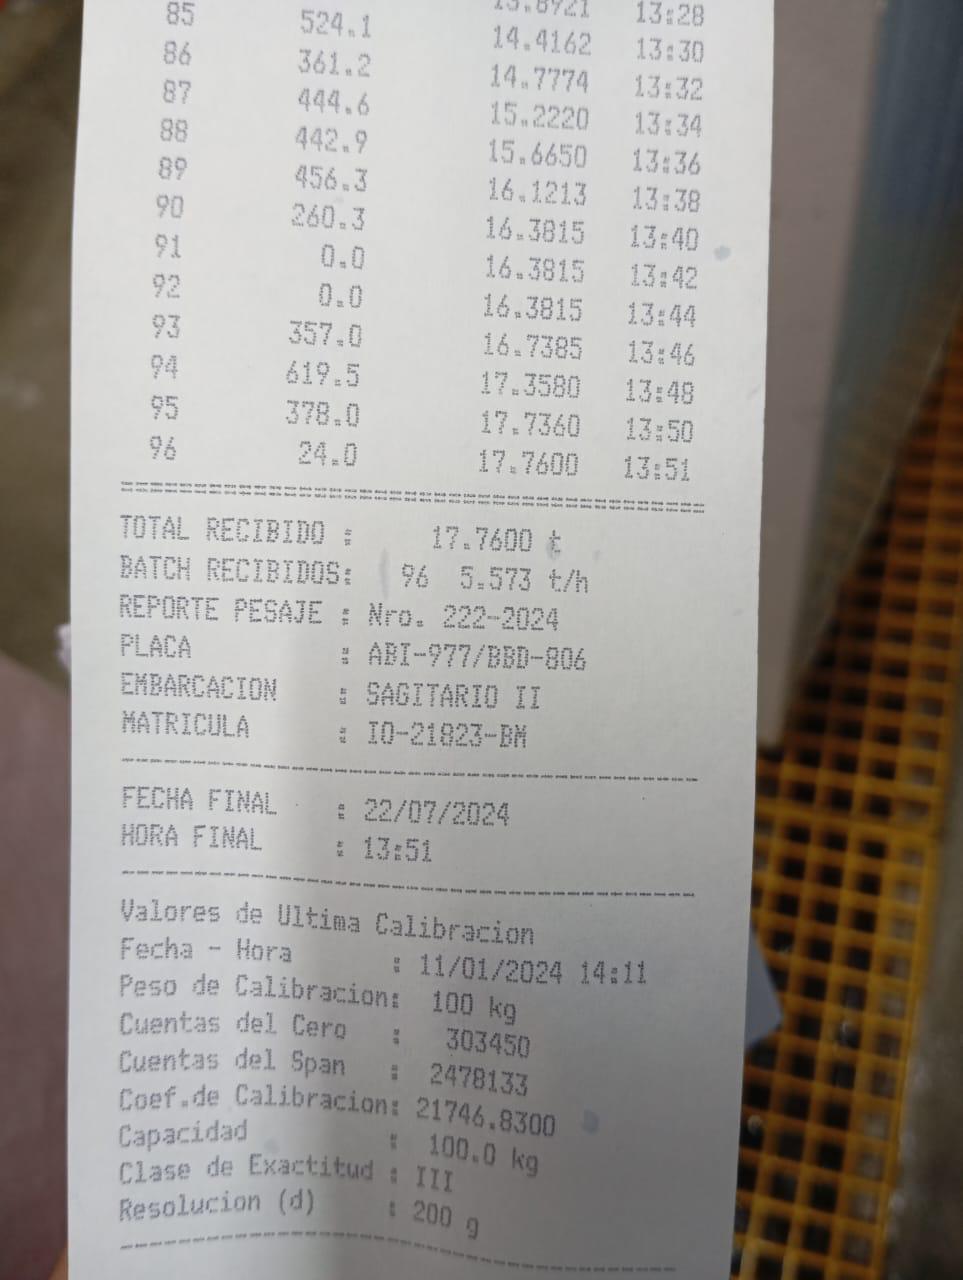 13.8921 13:28
85 524.1 14.4162 13:30
86 361.2 14.7774 13:32
87 444.6 15.2220 13:34
88 442.9 15.6650 13:36
89 456.3 16.1213 13:38
90 260.3 16.3815 13:40
91 0.0 16.3815 13:42
92 0.0 16.3815 13:44
93 357.0 16.7385 13:46
94 619.5 17.3580 13:48
95 378.0 17.7360 13:50
96 24.0 17.7600 13:51
TOTAL RECIBIDO : 17.7600 t
BATCH RECIBIDOS: 96 5.573 t/h
REPORTE PESAJE : Nro. 222-2024
PLACA : ABI-977/BBD-806
EMBARCACION : SAGITARIO II
MATRICULA : IO-21823-BM
FECHA FINAL : 22/07/2024
HORA FINAL : 13:51
Valores de Ultima Calibracion
Fecha - Hora : 11/01/2024 14:11
Peso de Calibracion: 100 kg
Cuentas del Cero : 303450
Cuentas del Span : 2478133
Coef.de Calibracion: 21746.8300
Capacidad : 100.0 kg
Clase de Exactitud : III
Resolucion (d) : 200 g